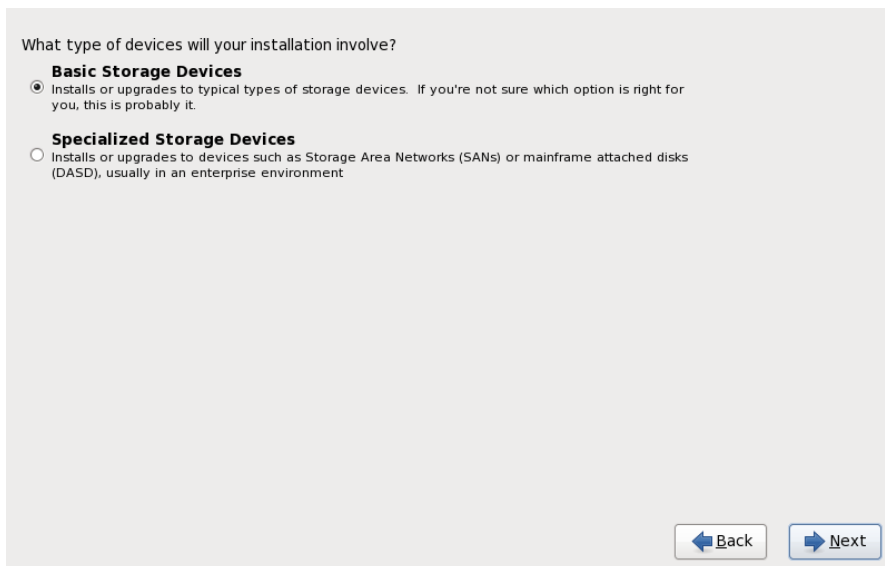 What type of devices will your installation involve?
Basic Storage Devices
Installs or upgrades to typical types of storage devices.  If you're not sure which option is right for
you, this is probably it.
Specialized Storage Devices
Installs or upgrades to devices such as Storage Area Networks (SANs) or mainframe attached disks
(DASD), usually in an enterprise environment
Back
Next